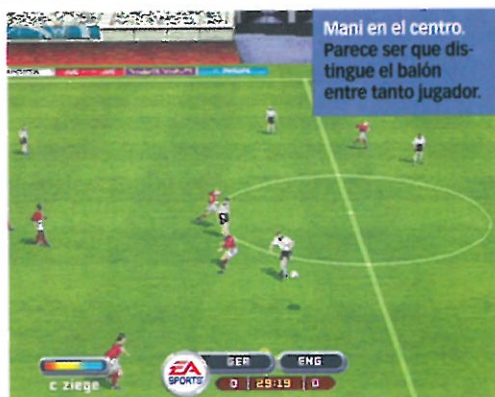 Mani en el centro.
Parece ser que dis-
tingue el balón
entre tanto jugador.
EA
SPORTS
GER ENG
0 29:19 0
c ziege